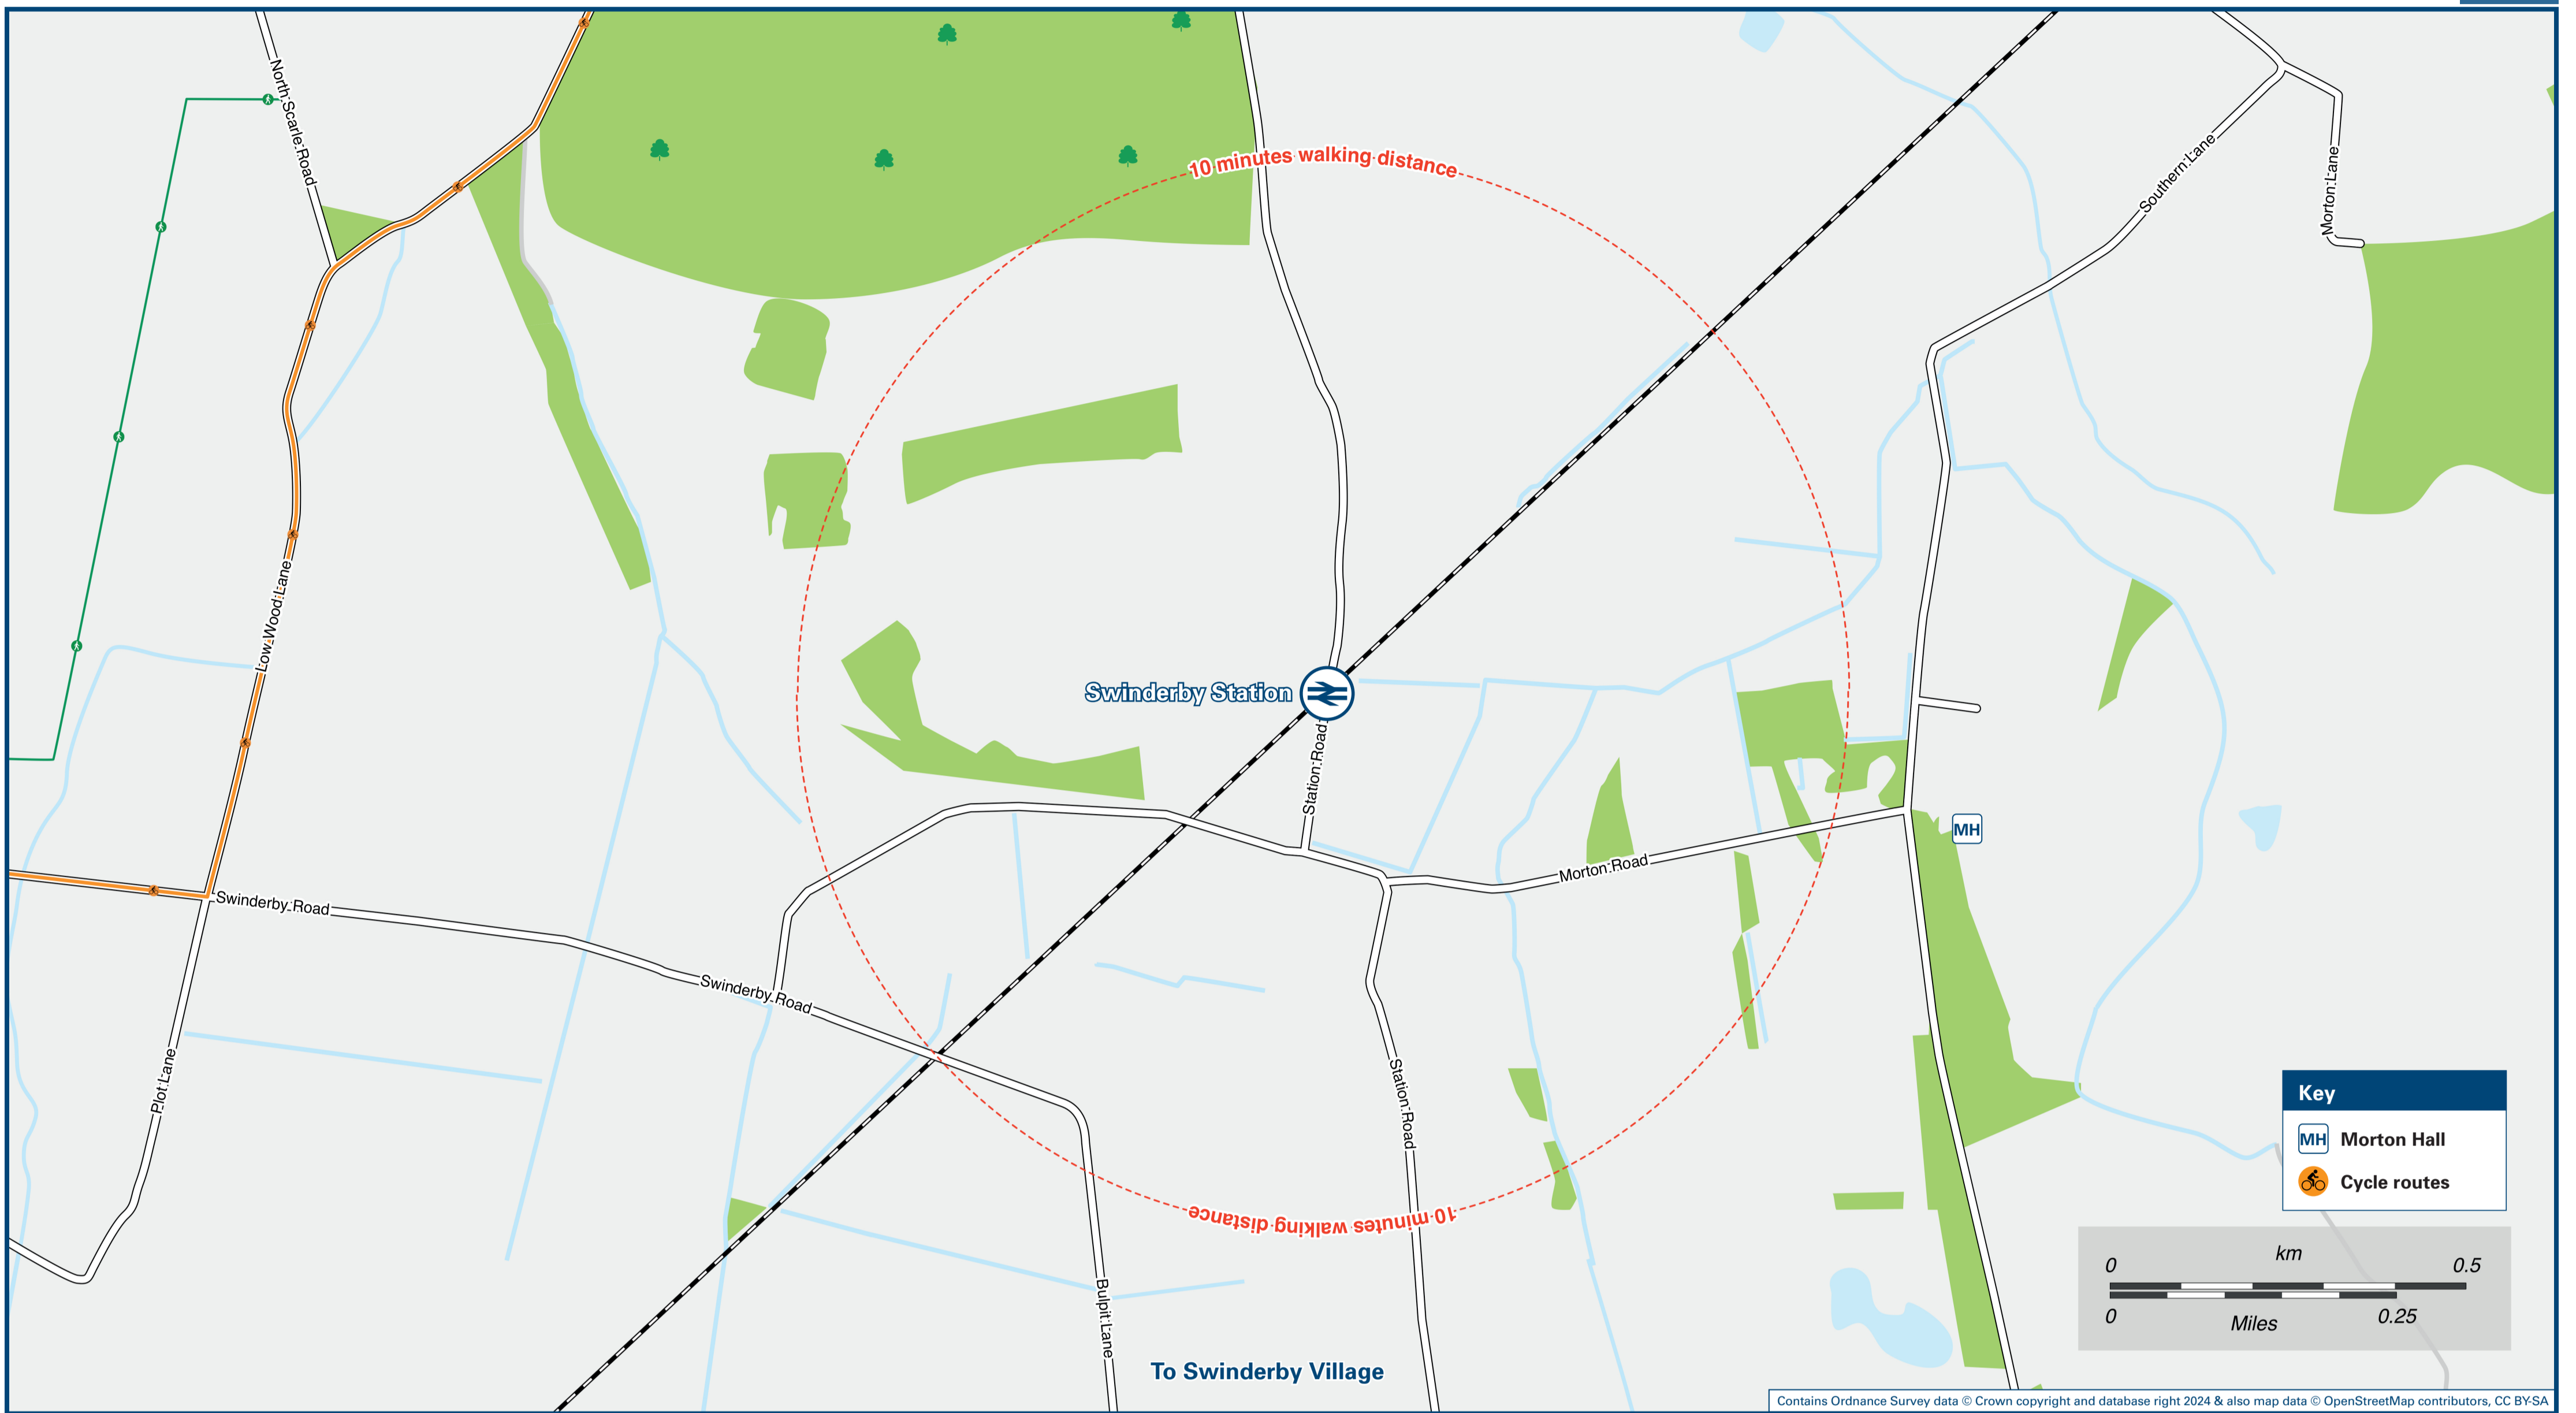 North Scarle Road
10 minutes walking distance
Southern Lane
Morton Lane
Low Wood Lane
Swinderby Station
Station Road
Morton Road
MH
Swinderby Road
Swinderby Road
Plot Lane
Station Road
10 minutes walking distance
Bulpit Lane
To Swinderby Village
Key
MH Morton Hall
Cycle routes
km
0 0.5
0 0.25
Miles
Contains Ordnance Survey data © Crown copyright and database right 2024 & also map data © OpenStreetMap contributors, CC BY-SA